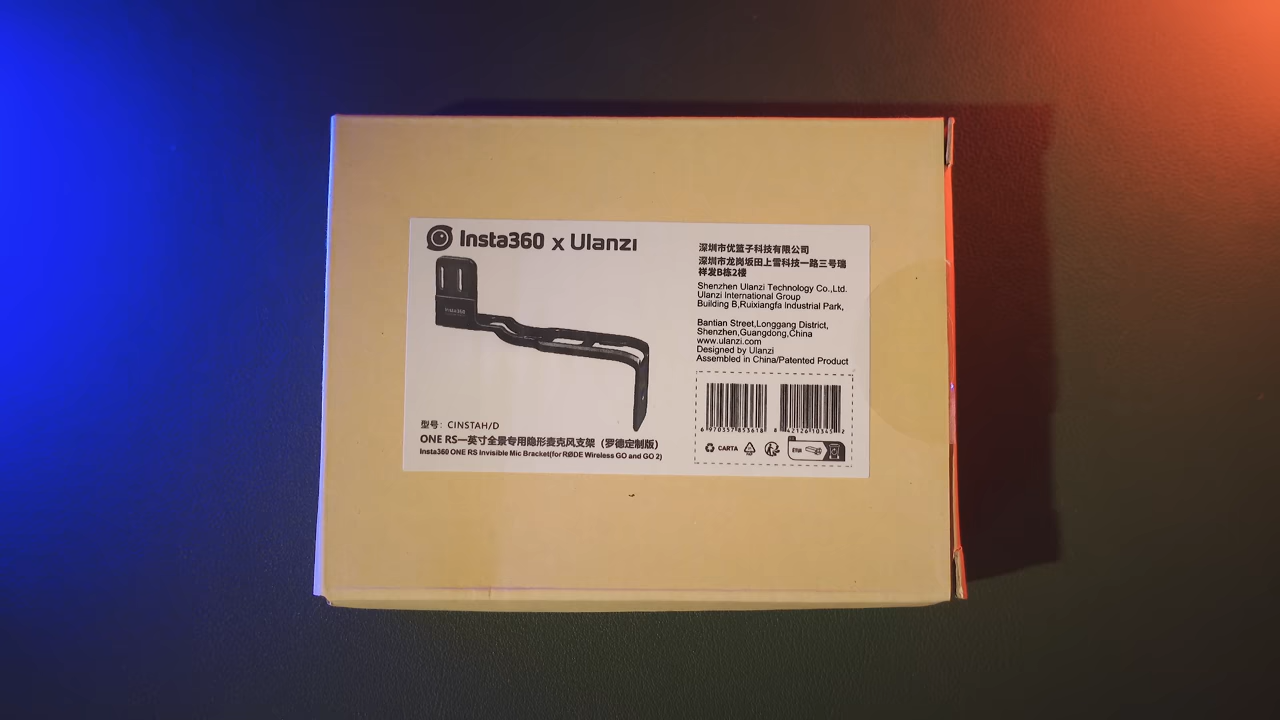 Insta360 x Ulanzi
型号：CINSTAH/D
ONE RS一英寸全景专用隐形麦克风支架（罗德定制版）
Insta360 ONE RS Invisible Mic Bracket(for RØDE Wireless GO and GO 2)
深圳市优篮子科技有限公司
深圳市龙岗坂田上雪科技一路三号瑞
祥发B栋2楼
Shenzhen Ulanzi Technology Co.,Ltd.
Ulanzi International Group
Building B,Ruixiangfa Industrial Park,
Bantian Street,Longgang District,
Shenzhen,Guangdong,China
www.ulanzi.com
Designed by Ulanzi
Assembled in China/Patented Product
6 970357 853618
CARTA